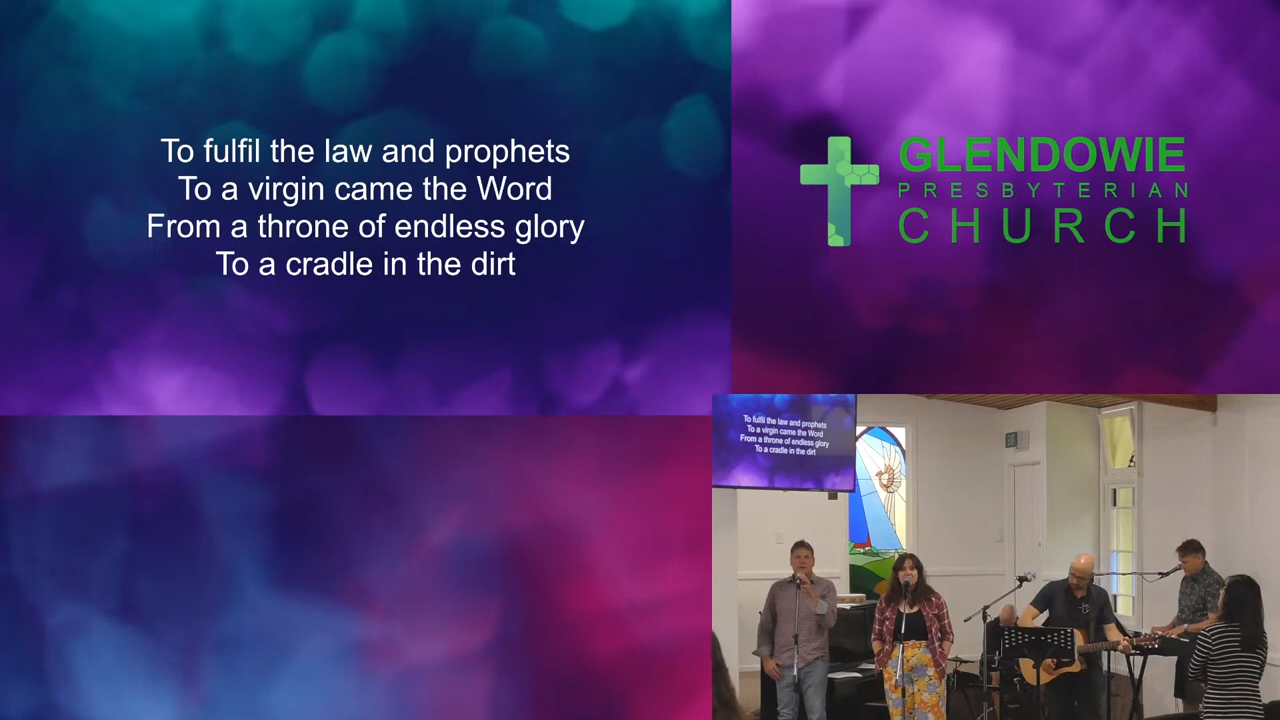 To fulfil the law and prophets
To a virgin came the Word
From a throne of endless glory
To a cradle in the dirt
GLENDOWIE
PRESBYTERIAN
CHURCH
To fulfil the law and prophets
To a virgin came the Word
From a throne of endless glory
To a cradle in the dirt
EXIT